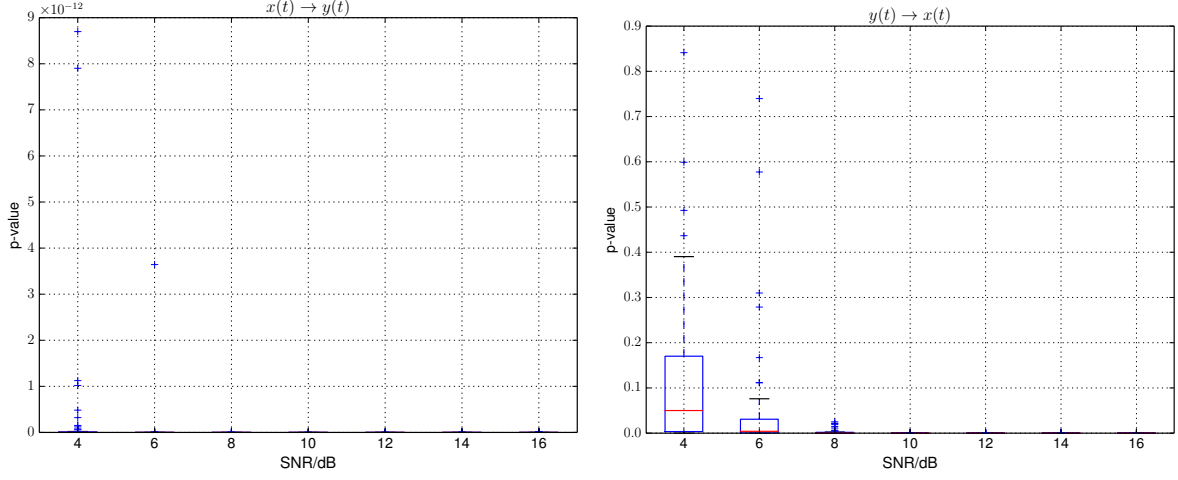 ×10−12
x(t) → y(t)
9
8
7
6
5
4
3
2
1
0
p-value
4 6 8 10 12 14 16
SNR/dB
y(t) → x(t)
0.9
0.8
0.7
0.6
0.5
0.4
0.3
0.2
0.1
0.0
p-value
4 6 8 10 12 14 16
SNR/dB